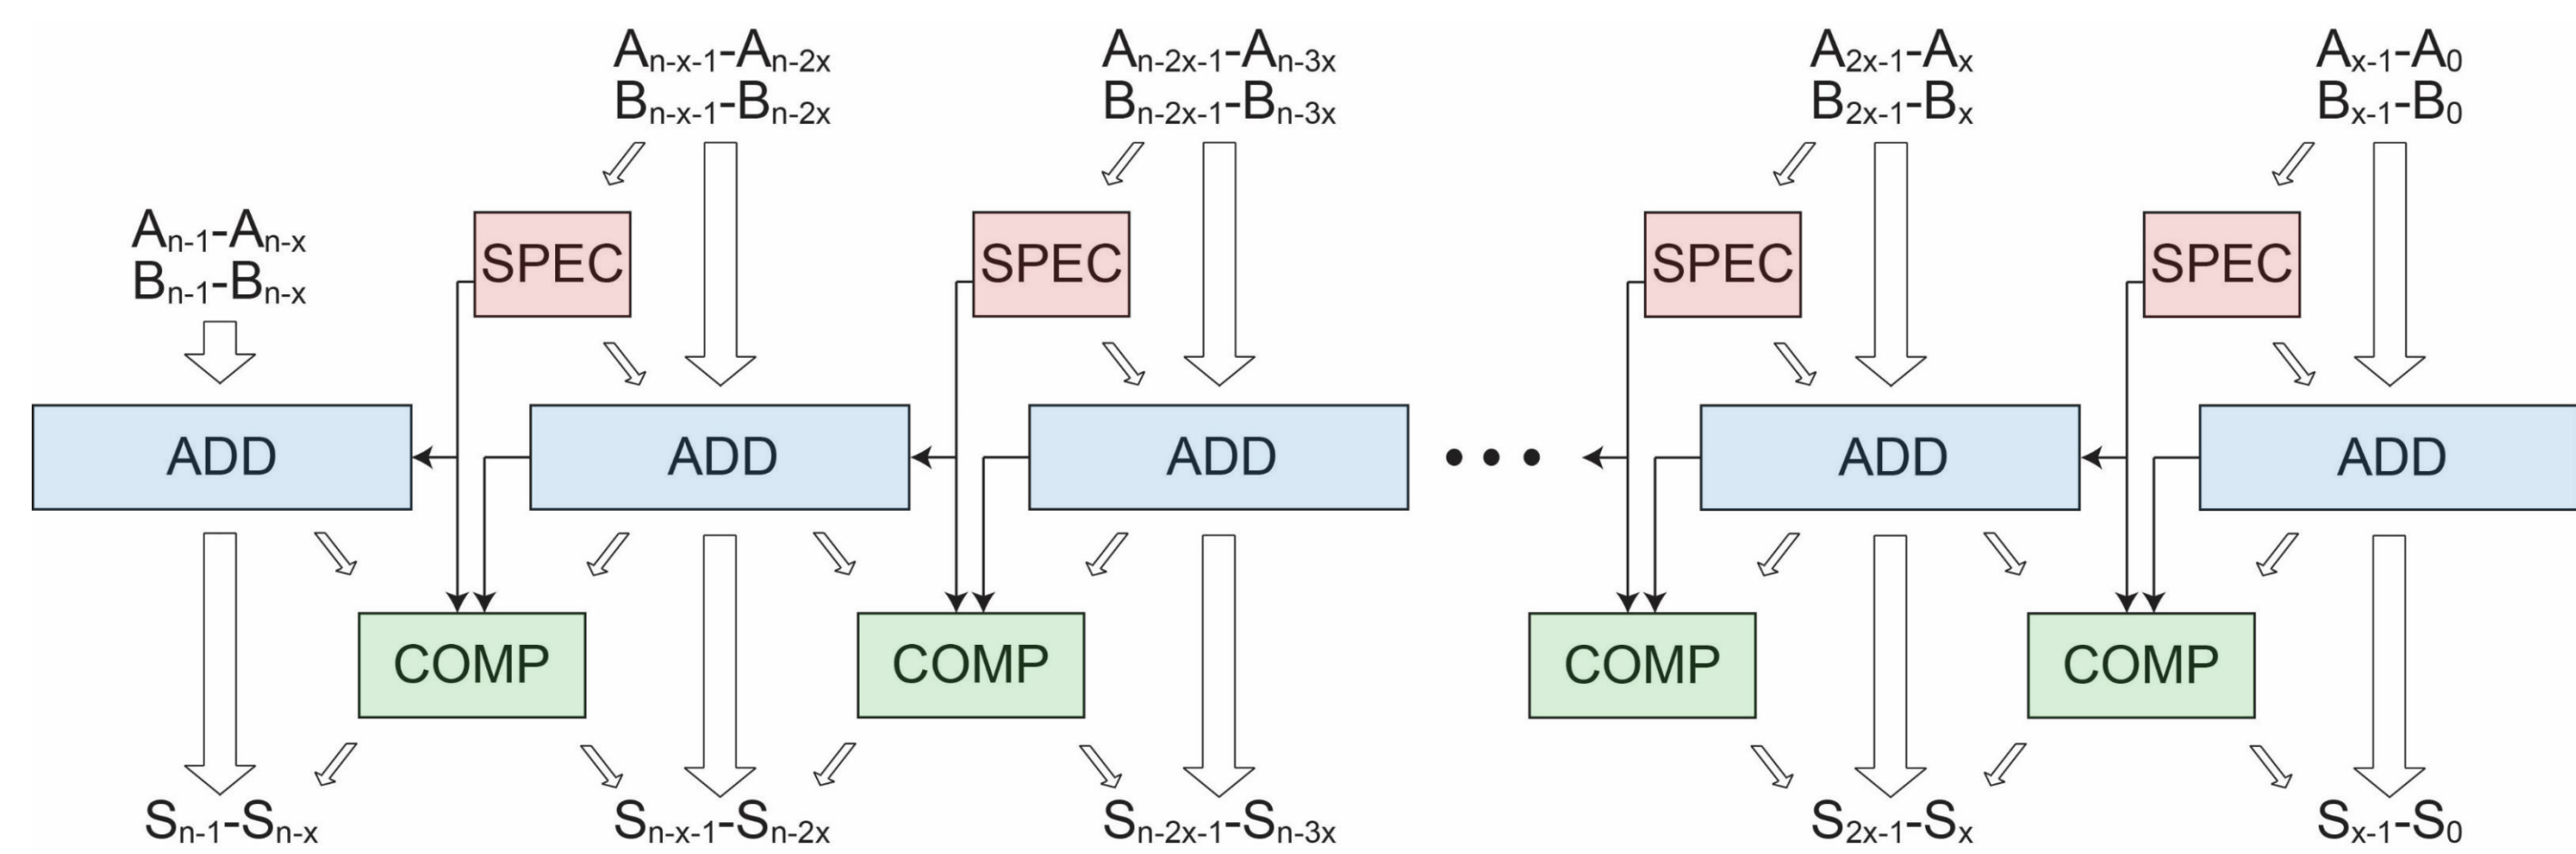 Aₙ₋ₓ₋₁-Aₙ₋₂ₓ
Bₙ₋ₓ₋₁-Bₙ₋₂ₓ
Aₙ₋₂ₓ₋₁-Aₙ₋₃ₓ
Bₙ₋₂ₓ₋₁-Bₙ₋₃ₓ
A₂ₓ₋₁-Aₓ
B₂ₓ₋₁-Bₓ
Aₓ₋₁-A₀
Bₓ₋₁-B₀
Aₙ₋₁-Aₙ₋ₓ
Bₙ₋₁-Bₙ₋ₓ
SPEC
SPEC
SPEC
SPEC
ADD
ADD
ADD
• • •
ADD
ADD
COMP
COMP
COMP
COMP
Sₙ₋₁-Sₙ₋ₓ
Sₙ₋ₓ₋₁-Sₙ₋₂ₓ
Sₙ₋₂ₓ₋₁-Sₙ₋₃ₓ
S₂ₓ₋₁-Sₓ
Sₓ₋₁-S₀